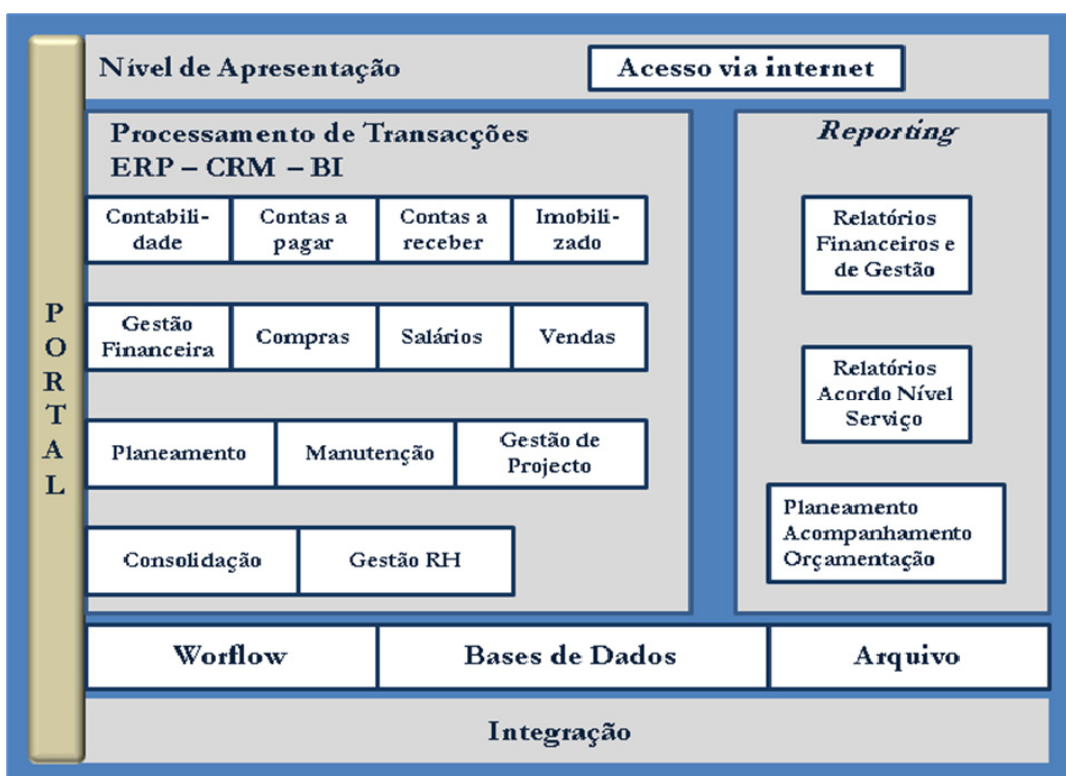 Nível de Apresentação
Acesso via internet
PORTAL
Processamento de Transacções
ERP – CRM – BI
Contabili-
dade
Contas a
pagar
Contas a
receber
Imobili-
zado
Gestão
Financeira
Compras
Salários
Vendas
Planeamento
Manutenção
Gestão de
Projecto
Consolidação
Gestão RH
Reporting
Relatórios
Financeiros e
de Gestão
Relatórios
Acordo Nível
Serviço
Planeamento
Acompanhamento
Orçamentação
Worflow
Bases de Dados
Arquivo
Integração